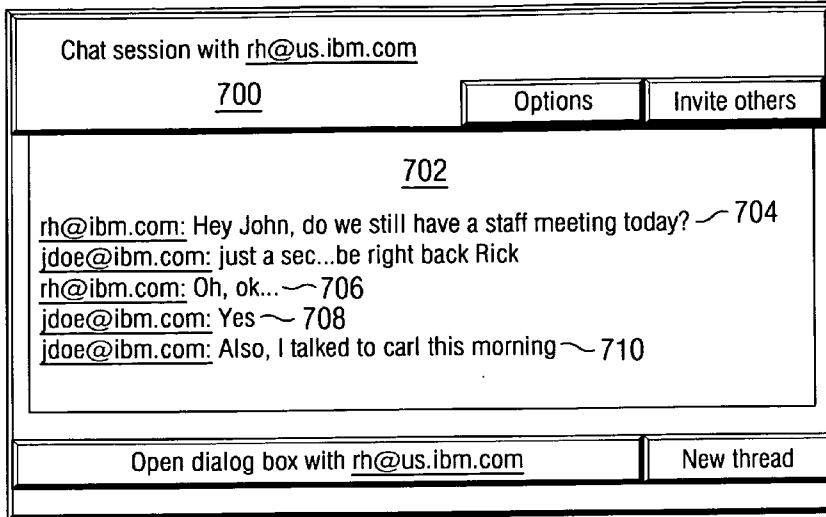 Chat session with rh@us.ibm.com
700
Options
Invite others
702
rh@ibm.com: Hey John, do we still have a staff meeting today? 704
jdoe@ibm.com: just a sec...be right back Rick
rh@ibm.com: Oh, ok... 706
jdoe@ibm.com: Yes 708
jdoe@ibm.com: Also, I talked to carl this morning 710
Open dialog box with rh@us.ibm.com
New thread